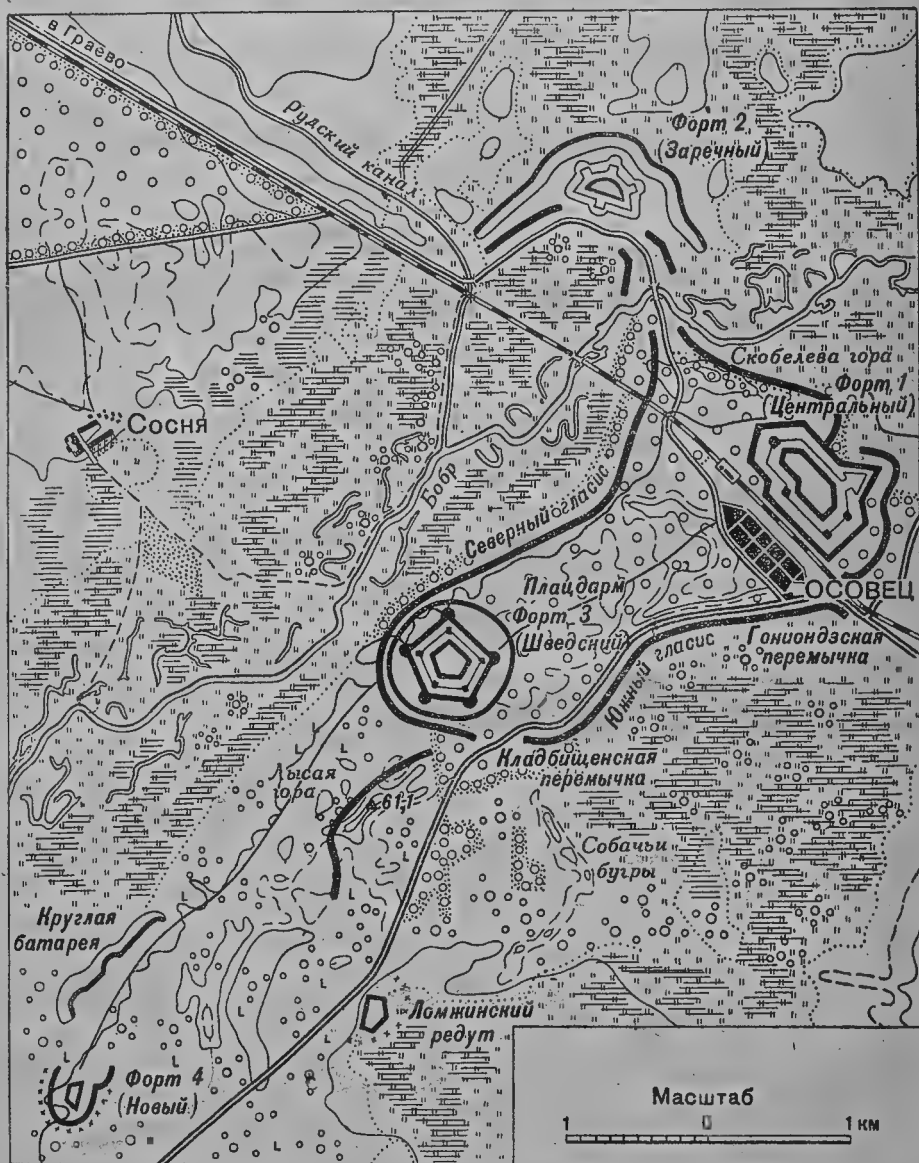 в Граево
Рудский канал
Форт 2
(Заречный)
Скобелева гора
Форт 1
(Центральный)
Сосня
Бобр
Северный гласис
Плацдарм
Форт 3
(Шведский)
ОСОВЕЦ
Гониондзская
перемычка
Южный гласис
Кладбищенская
перемычка
Лысая
гора
61,1
Собачьи
бугры
Круглая
батарея
Ломжинский
редут
Форт 4
(Новый)
Масштаб
1 0 1 км